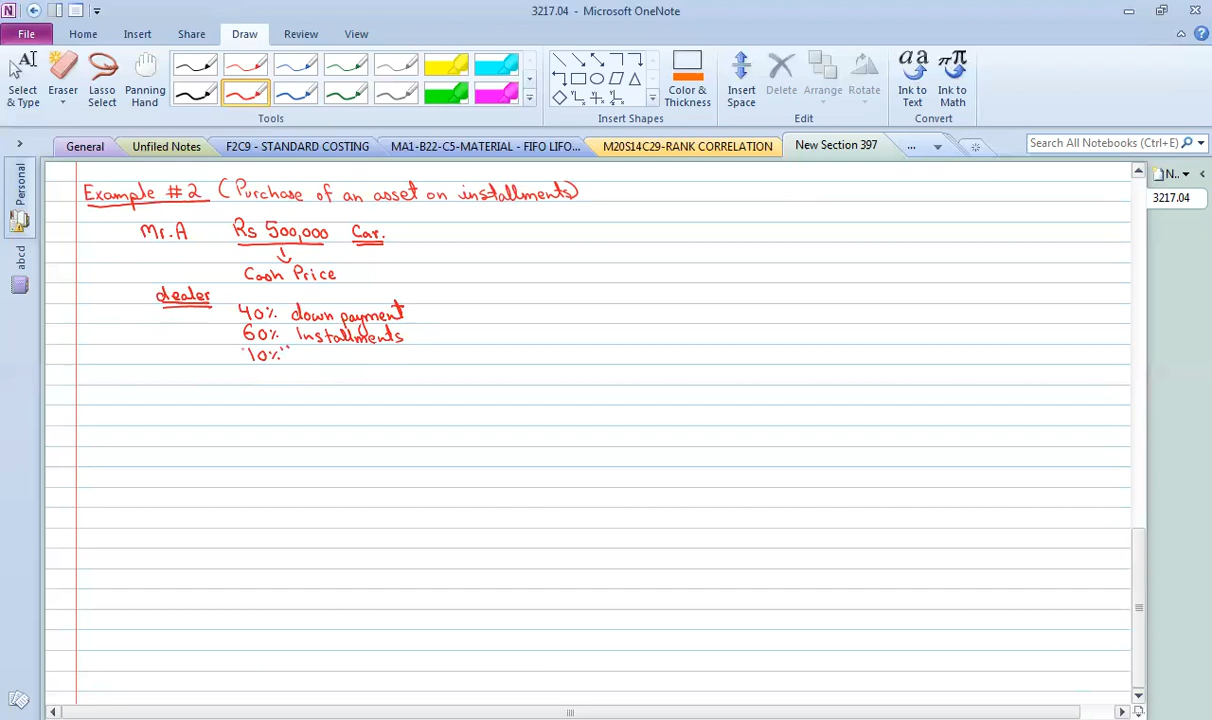 3217.04 - Microsoft OneNote
File Home Insert Share Draw Review View
Select & Type
Eraser
Lasso Select
Panning Hand
Color & Thickness
Insert Space
Delete
Arrange
Rotate
Ink to Text
Ink to Math
Tools
Insert Shapes
Edit
Convert
General
Unfiled Notes
F2C9 - STANDARD COSTING
MA1-B22-C5-MATERIAL - FIFO LIFO...
M20S14C29-RANK CORRELATION
New Section 397
...
Search All Notebooks (Ctrl+E)
Personal
abcd
N..
3217.04
Example #2 (Purchase of an asset on installments)
Mr.A Rs 500,000 Car.
Cash Price
dealer
40% down payment
60% Installments
"10%"